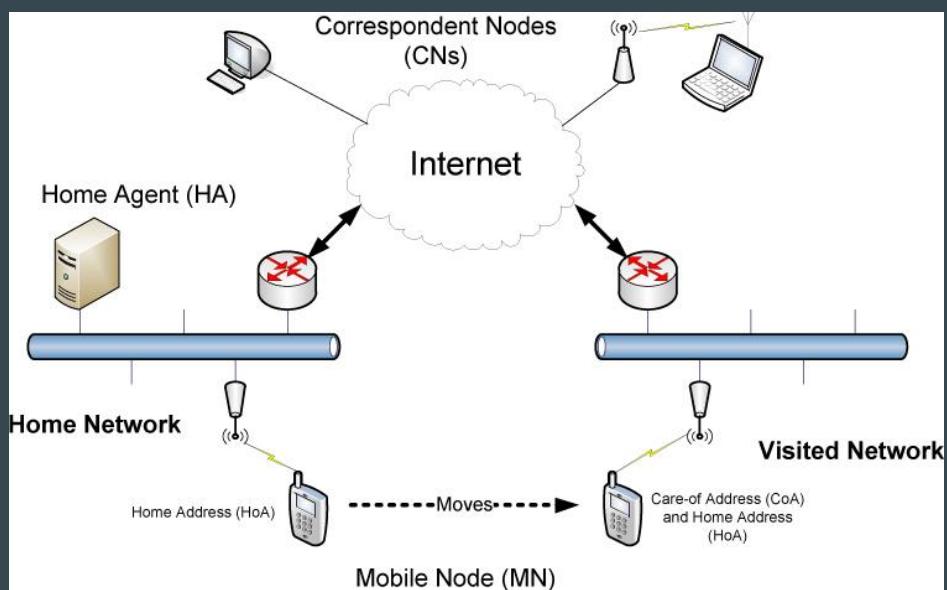 Correspondent Nodes
(CNs)
Internet
Home Agent (HA)
Home Network
Visited Network
Home Address (HoA)
Moves
Care-of Address (CoA)
and Home Address
(HoA)
Mobile Node (MN)